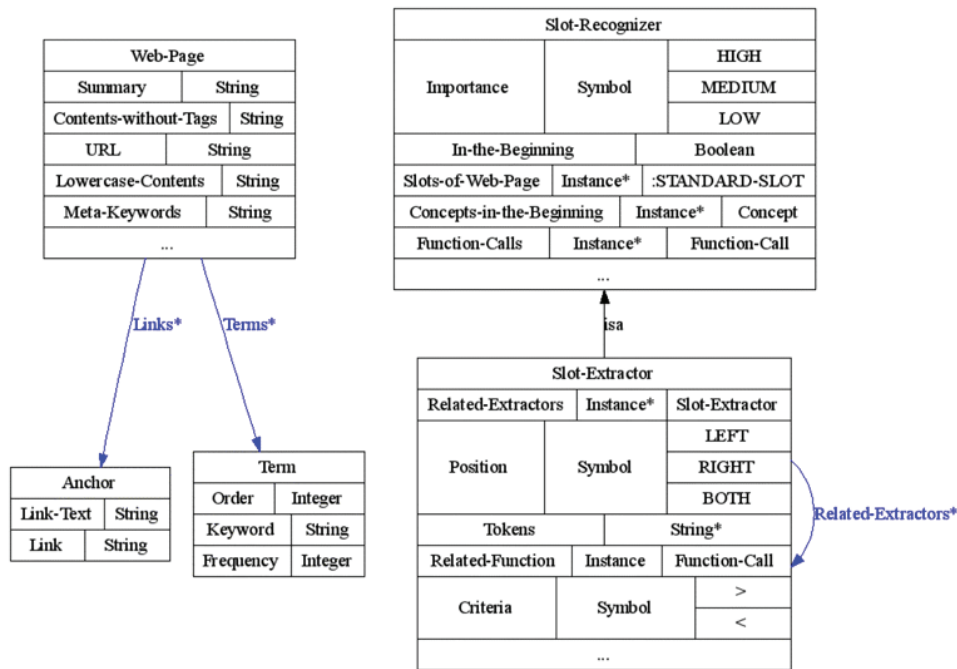 Web-Page
Summary String
Contents-without-Tags String
URL String
Lowercase-Contents String
Meta-Keywords String
...
Links*
Terms*
Anchor
Link-Text String
Link String
Term
Order Integer
Keyword String
Frequency Integer
Slot-Recognizer
Importance Symbol
HIGH
MEDIUM
LOW
In-the-Beginning Boolean
Slots-of-Web-Page Instance* :STANDARD-SLOT
Concepts-in-the-Beginning Instance* Concept
Function-Calls Instance* Function-Call
...
isa
Slot-Extractor
Related-Extractors Instance* Slot-Extractor
Position Symbol
LEFT
RIGHT
BOTH
Related-Extractors*
Tokens String*
Related-Function Instance Function-Call
Criteria Symbol
>
<
...